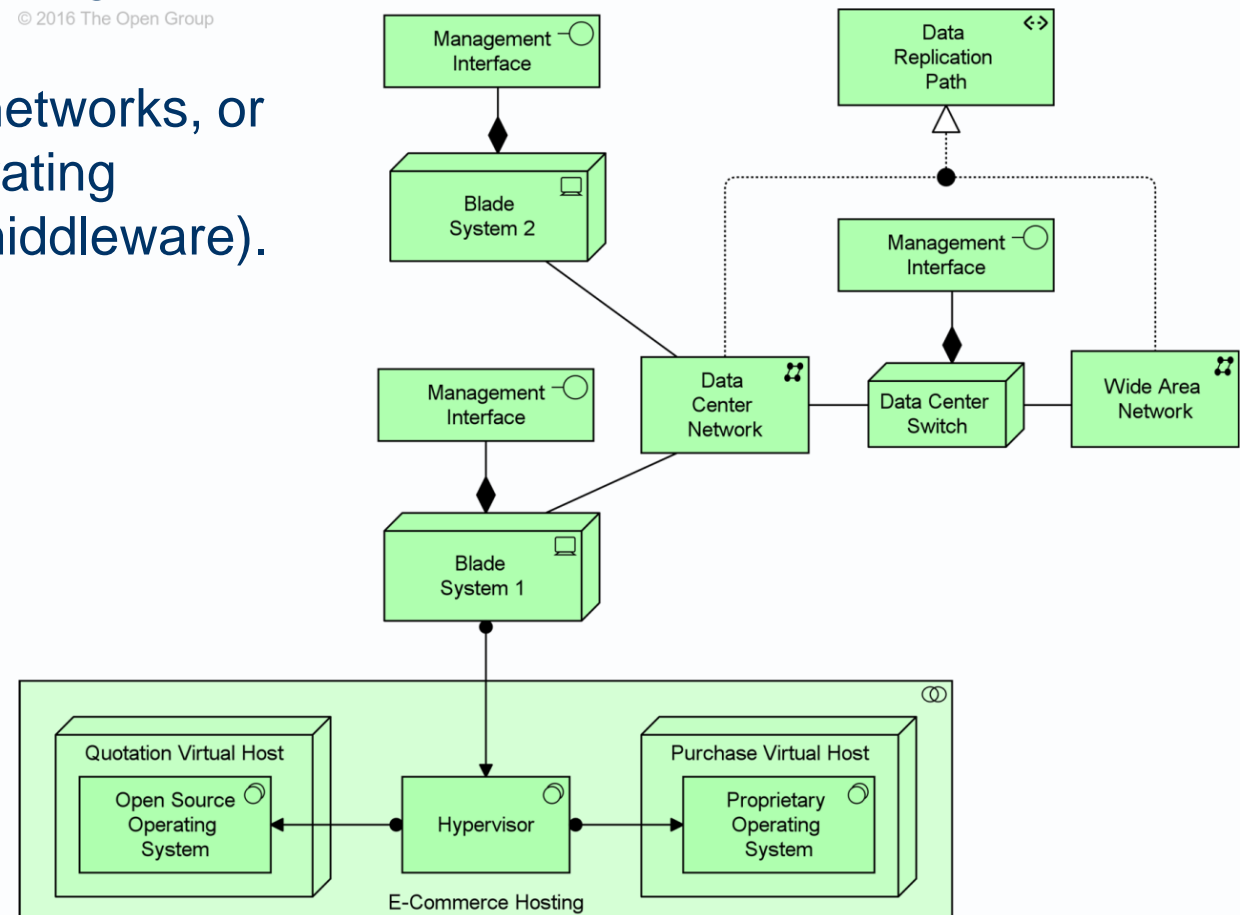 © 2016 The Open Group
networks, or
ating
niddleware).
Management
Interface
Data
Replication
Path
Blade
System 2
Management
Interface
Management
Interface
Data
Center
Network
Data Center
Switch
Wide Area
Network
Blade
System 1
Quotation Virtual Host
Open Source
Operating
System
Hypervisor
Purchase Virtual Host
Proprietary
Operating
System
E-Commerce Hosting